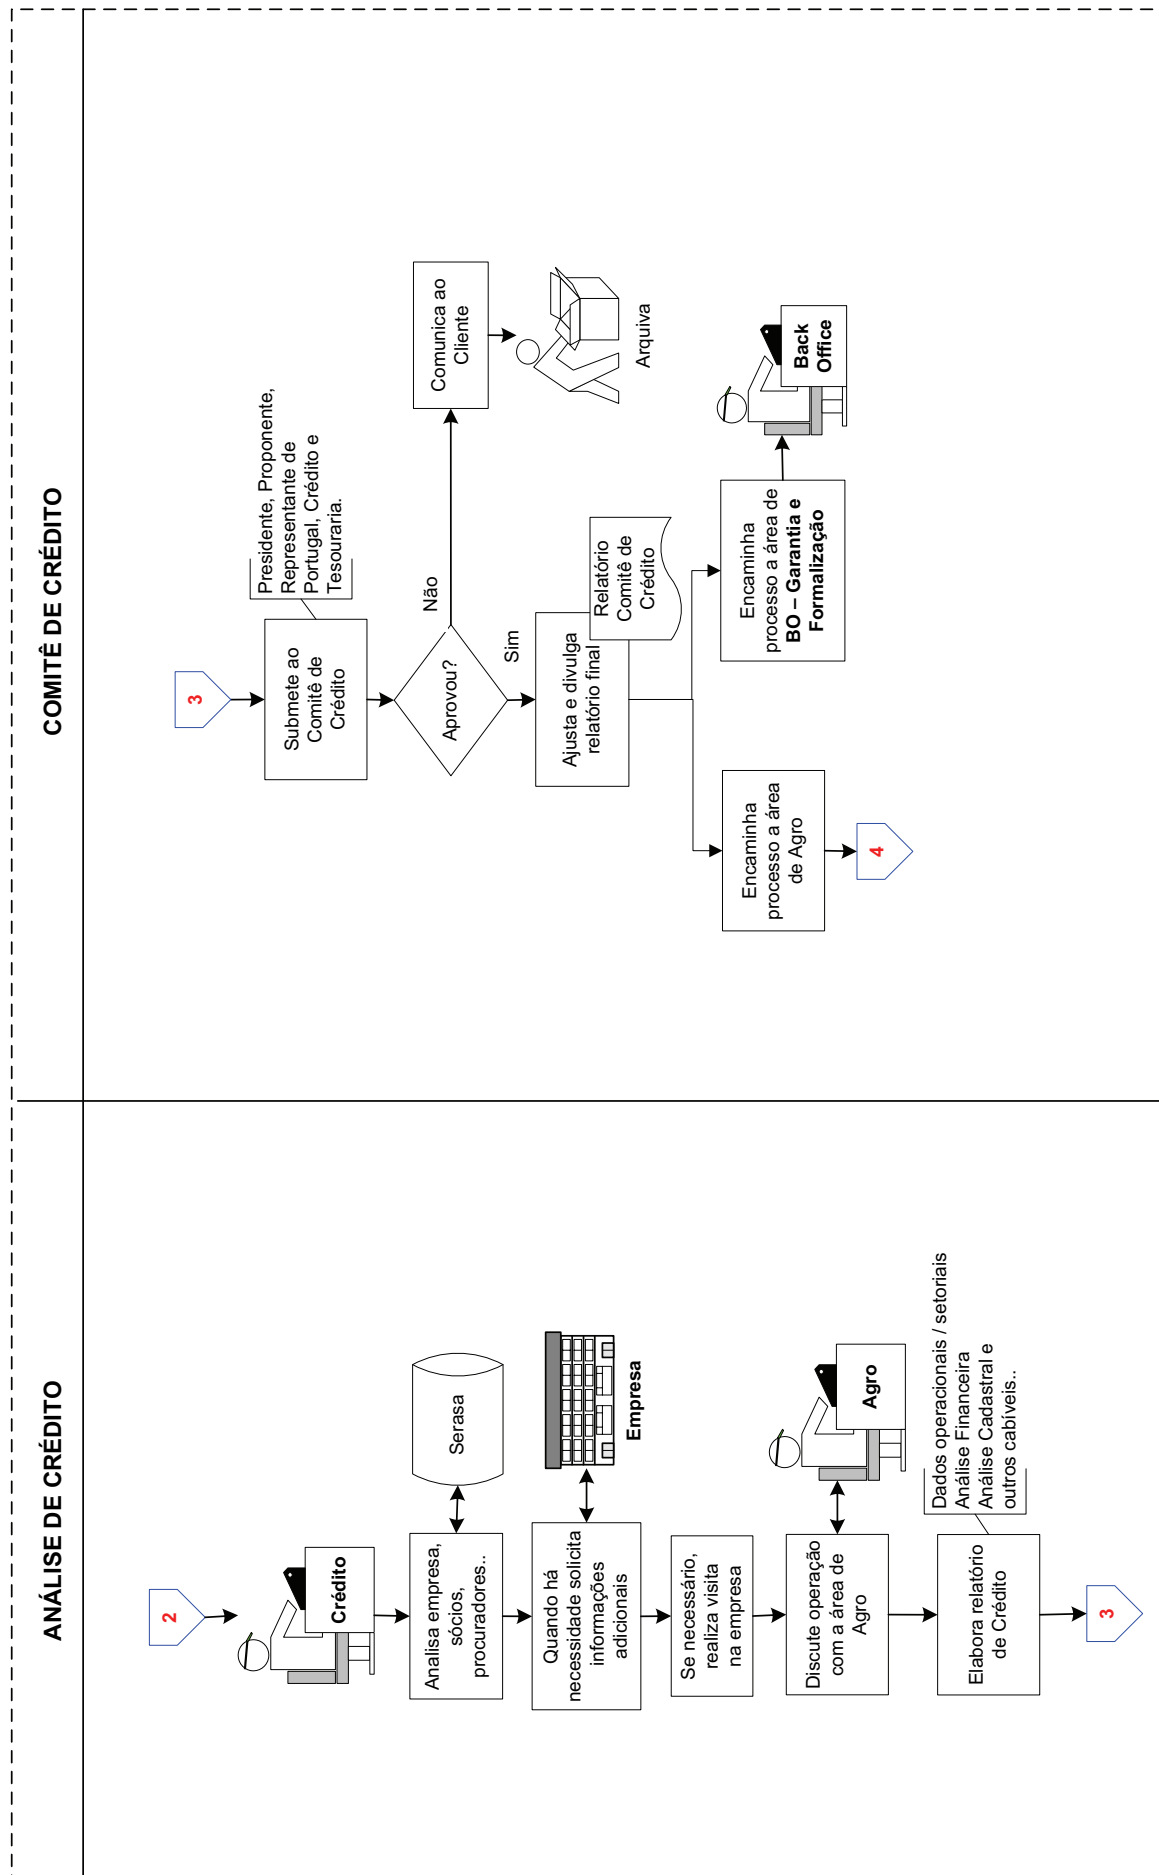 ANÁLISE DE CRÉDITO
2
Crédito
Analisa empresa,
sócios,
procuradores..
Serasa
Quando há
necessidade solicita
informações
adicionais
Empresa
Se necessário,
realiza visita
na empresa
Discute operação
com a área de
Agro
Agro
Elabora relatório
de Crédito
Dados operacionais / setoriais
Análise Financeira
Análise Cadastral e
outros cabíveis..
3
COMITÊ DE CRÉDITO
3
Submete ao
Comitê de
Crédito
Presidente, Proponente,
Representante de
Portugal, Crédito e
Tesouraria.
Aprovou?
Não
Comunica ao
Cliente
Arquiva
Sim
Ajusta e divulga
relatório final
Relatório
Comitê de
Crédito
Encaminha
processo a área
de Agro
4
Encaminha
processo a área de
BO – Garantia e
Formalização
Back
Office